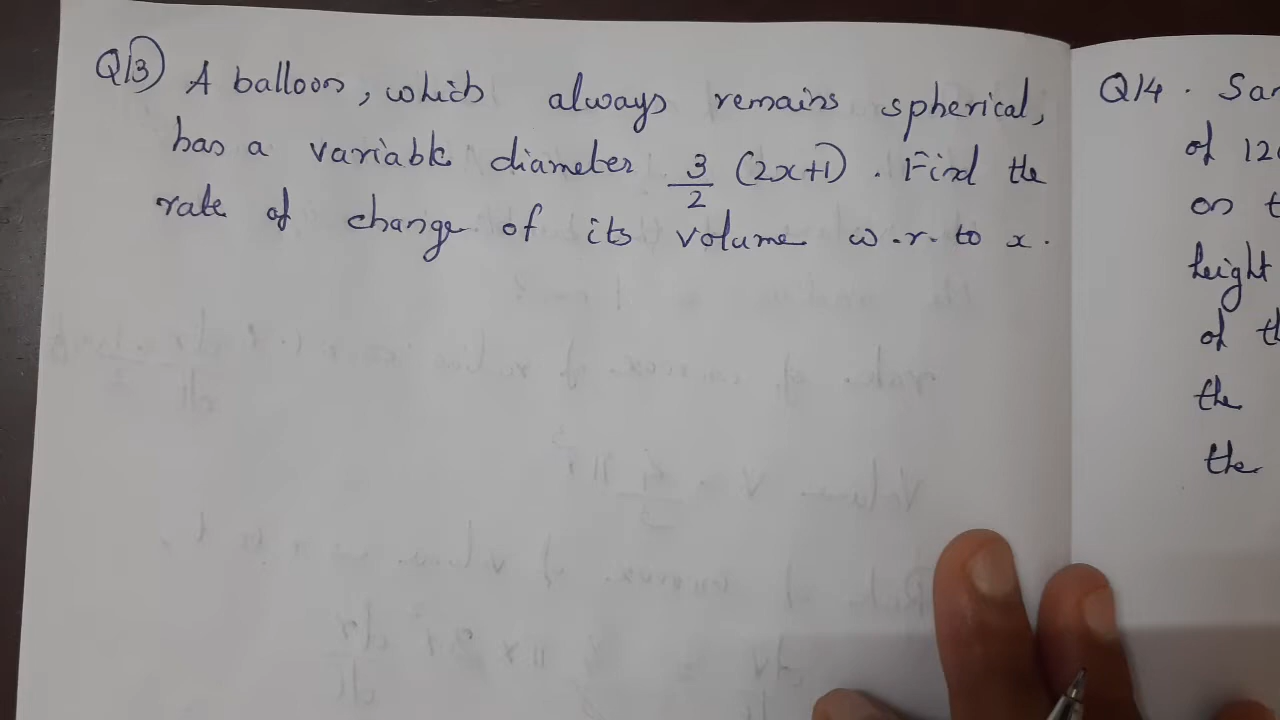 Q13) A balloon, which always remains spherical,
has a variable diameter 3/2 (2x+1). Find the
rate of change of its volume w.r. to x.
Q14. Sa
of 12
on t
height
of th
the
the